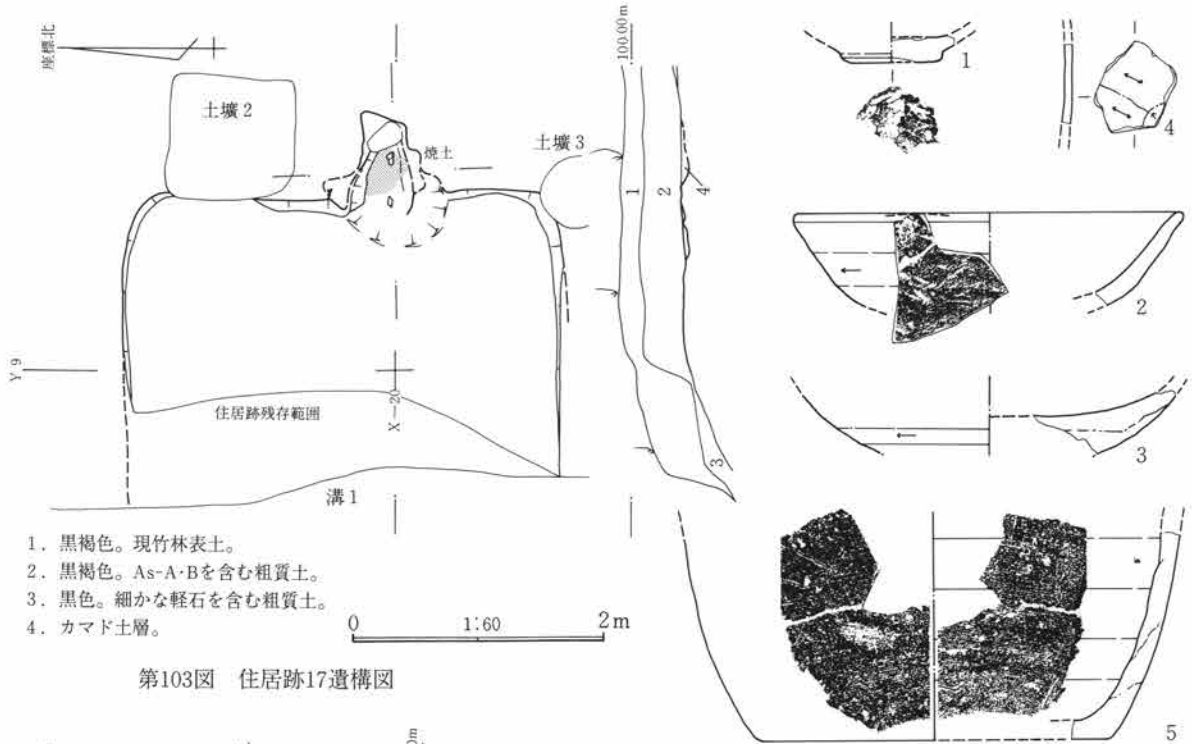 座標北
土壙2
焼土
土壙3
100.00m
1
2
4
3
Y9
X-20
住居跡残存範囲
溝1
1. 黒褐色。現竹林表土。
2. 黒褐色。As-A・Bを含む粗質土。
3. 黒色。細かな軽石を含む粗質土。
4. カマド土層。
0 1:60 2m
第103図 住居跡17遺構図
1
4
2
3
5